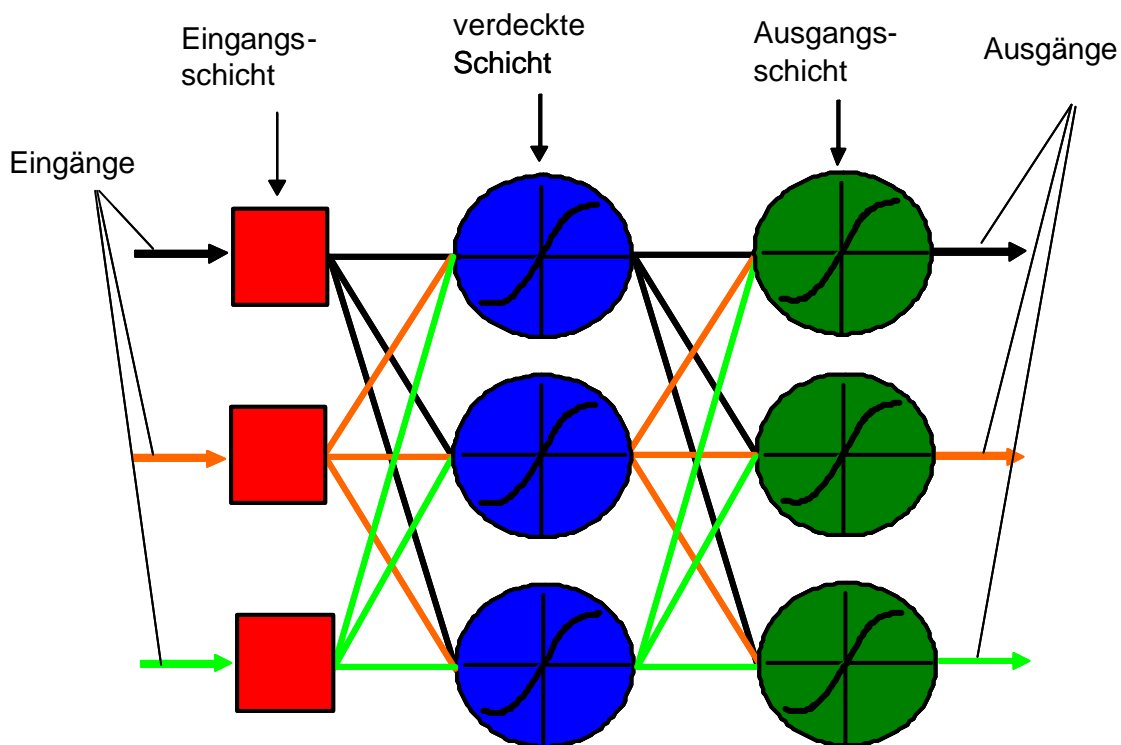 Eingangs-
schicht
verdeckte
Schicht
Ausgangs-
schicht
Ausgänge
Eingänge